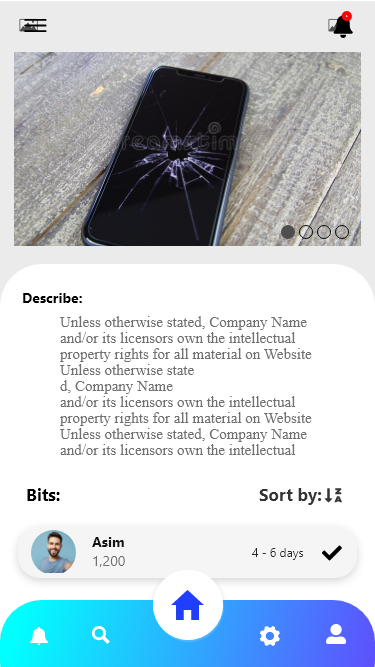 dreamstime
Describe:
Unless otherwise stated, Company Name
and/or its licensors own the intellectual
property rights for all material on Website
Unless otherwise state
d, Company Name
and/or its licensors own the intellectual
property rights for all material on Website
Unless otherwise stated, Company Name
and/or its licensors own the intellectual
Bits:
Sort by:
Asim
1,200
4 - 6 days